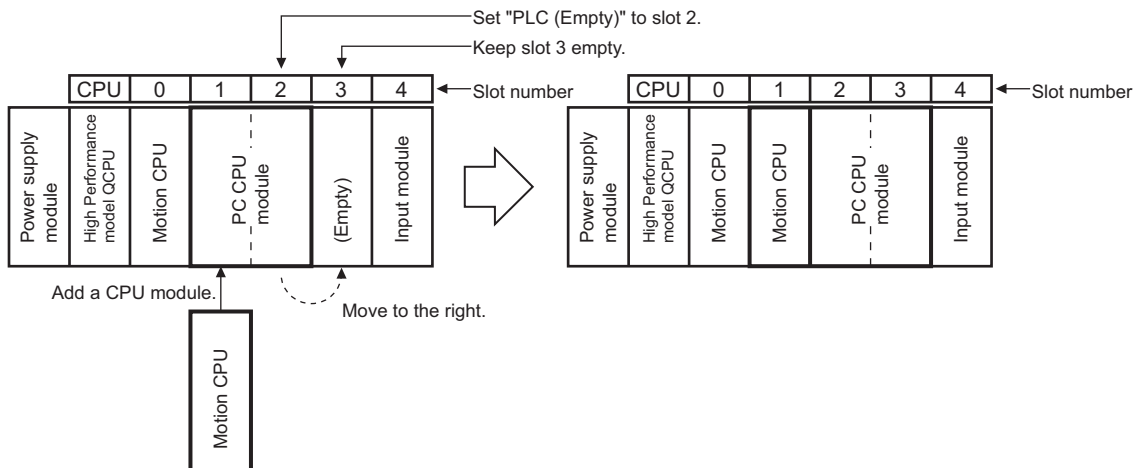 Set "PLC (Empty)" to slot 2.
Keep slot 3 empty.
CPU 0 1 2 3 4
Slot number
CPU 0 1 2 3 4
Slot number
Power supply
module
High Performance
model QCPU
Motion CPU
PC CPU
module
(Empty)
Input module
Power supply
module
High Performance
model QCPU
Motion CPU
Motion CPU
PC CPU
module
Input module
Add a CPU module.
Move to the right.
Motion CPU